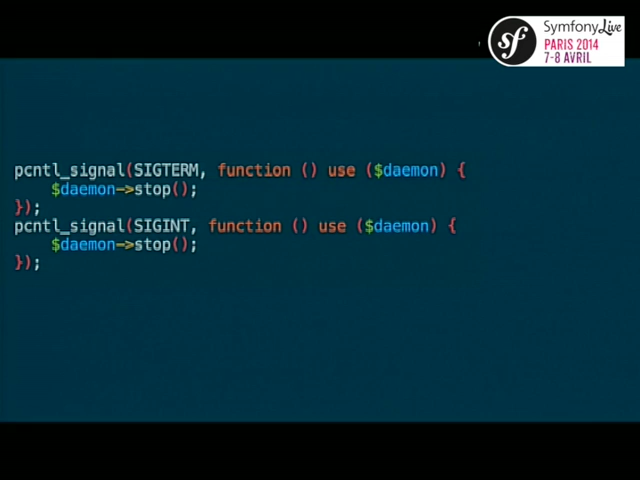 sf
SymfonyLive
PARIS 2014
7-8 AVRIL
pcntl_signal(SIGTERM, function () use ($daemon) {
    $daemon->stop();
});
pcntl_signal(SIGINT, function () use ($daemon) {
    $daemon->stop();
});